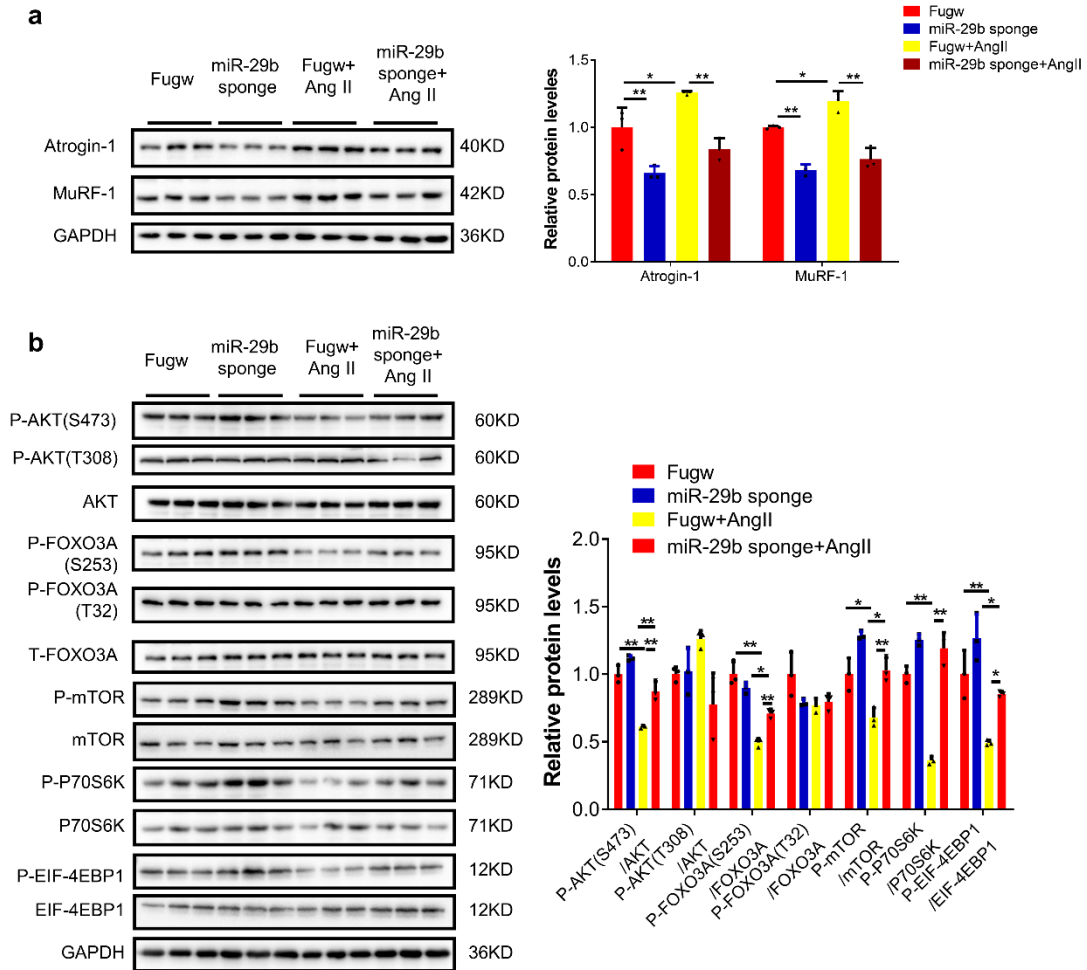 a
Fugw
miR-29b
sponge
Fugw+
Ang II
miR-29b
sponge+
Ang II
Atrogin-1
40KD
MuRF-1
42KD
GAPDH
36KD
Fugw
miR-29b sponge
Fugw+AngII
miR-29b sponge+AngII
Relative protein leveles
1.5
1.0
0.5
0.0
*
**
**
*
**
**
Atrogin-1
MuRF-1
b
Fugw
miR-29b
sponge
Fugw+
Ang II
miR-29b
sponge+
Ang II
P-AKT(S473)
60KD
P-AKT(T308)
60KD
AKT
60KD
P-FOXO3A
(S253)
95KD
P-FOXO3A
(T32)
95KD
T-FOXO3A
95KD
P-mTOR
289KD
mTOR
289KD
P-P70S6K
71KD
P70S6K
71KD
P-EIF-4EBP1
12KD
EIF-4EBP1
12KD
GAPDH
36KD
Fugw
miR-29b sponge
Fugw+AngII
miR-29b sponge+AngII
Relative protein levels
2.0
1.5
1.0
0.5
0.0
**
**
**
**
*
**
*
*
**
**
**
**
*
*
P-AKT(S473)
/AKT
P-AKT(T308)
/AKT
P-FOXO3A(S253)
/FOXO3A
P-FOXO3A(T32)
/FOXO3A
P-mTOR
/mTOR
P-P70S6K
/P70S6K
P-EIF-4EBP1
/EIF-4EBP1